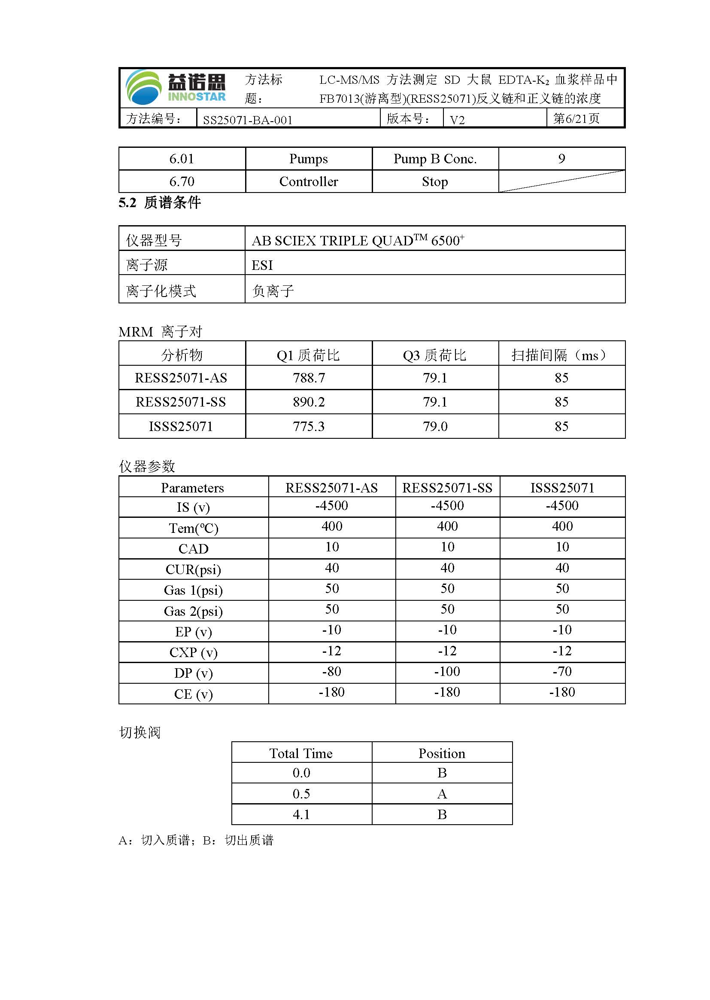 益诺思
INNOSTAR
方法标题： LC-MS/MS 方法测定 SD 大鼠 EDTA-K₂ 血浆样品中
FB7013(游离型)(RESS25071)反义链和正义链的浓度
方法编号： SS25071-BA-001 版本号： V2 第6/21页
6.01 Pumps Pump B Conc. 9
6.70 Controller Stop
5.2 质谱条件
仪器型号 AB SCIEX TRIPLE QUAD™ 6500⁺
离子源 ESI
离子化模式 负离子
MRM 离子对
分析物 Q1 质荷比 Q3 质荷比 扫描间隔（ms）
RESS25071-AS 788.7 79.1 85
RESS25071-SS 890.2 79.1 85
ISSS25071 775.3 79.0 85
仪器参数
Parameters RESS25071-AS RESS25071-SS ISSS25071
IS (v) -4500 -4500 -4500
Tem(ºC) 400 400 400
CAD 10 10 10
CUR(psi) 40 40 40
Gas 1(psi) 50 50 50
Gas 2(psi) 50 50 50
EP (v) -10 -10 -10
CXP (v) -12 -12 -12
DP (v) -80 -100 -70
CE (v) -180 -180 -180
切换阀
Total Time Position
0.0 B
0.5 A
4.1 B
A：切入质谱；B：切出质谱